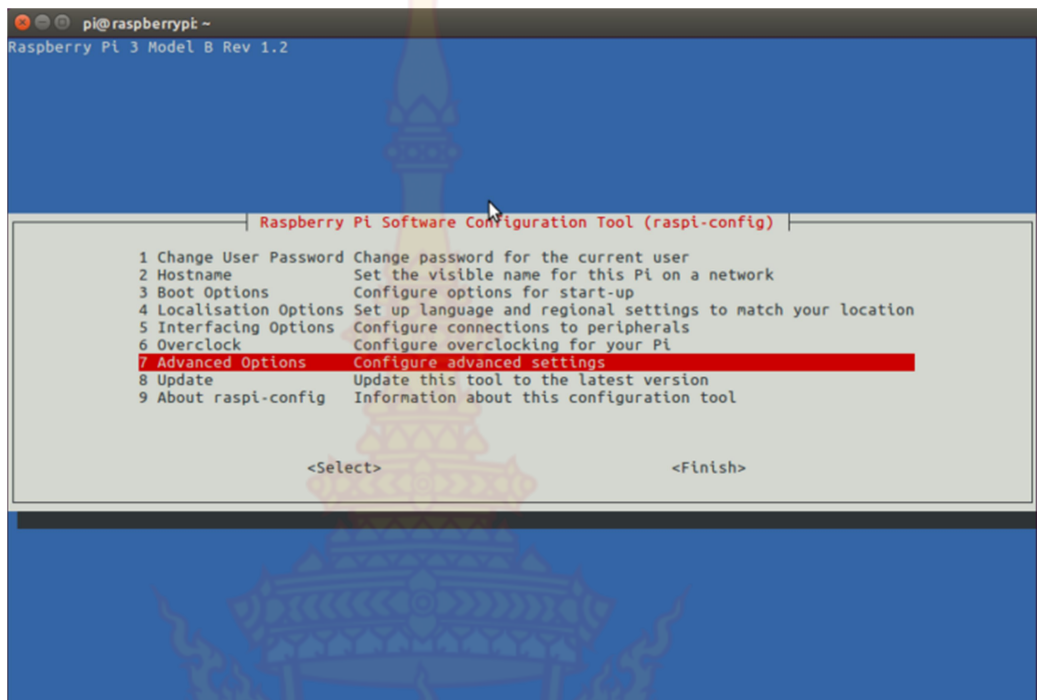 pi@raspberrypi: ~
Raspberry Pi 3 Model B Rev 1.2
Raspberry Pi Software Configuration Tool (raspi-config)
1 Change User Password Change password for the current user
2 Hostname Set the visible name for this Pi on a network
3 Boot Options Configure options for start-up
4 Localisation Options Set up language and regional settings to match your location
5 Interfacing Options Configure connections to peripherals
6 Overclock Configure overclocking for your Pi
7 Advanced Options Configure advanced settings
8 Update Update this tool to the latest version
9 About raspi-config Information about this configuration tool
<Select> <Finish>